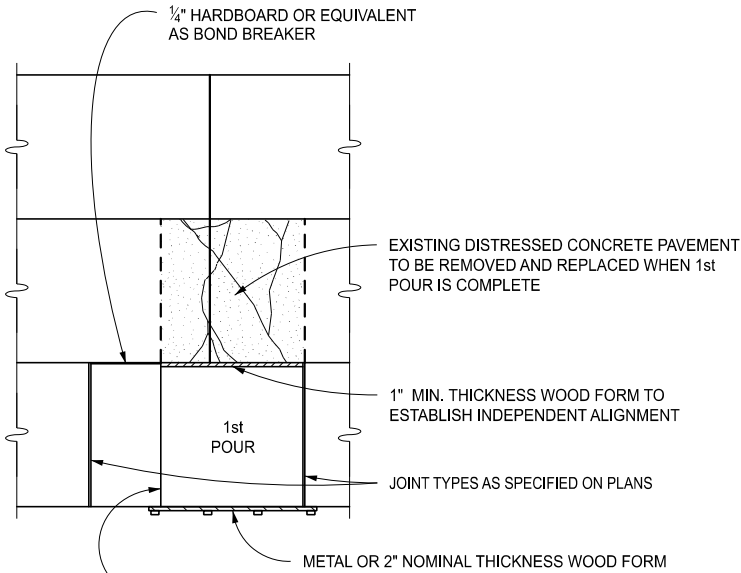 ¼" HARDBOARD OR EQUIVALENT
AS BOND BREAKER
EXISTING DISTRESSED CONCRETE PAVEMENT
TO BE REMOVED AND REPLACED WHEN 1st
POUR IS COMPLETE
1" MIN. THICKNESS WOOD FORM TO
ESTABLISH INDEPENDENT ALIGNMENT
1st
POUR
JOINT TYPES AS SPECIFIED ON PLANS
METAL OR 2" NOMINAL THICKNESS WOOD FORM